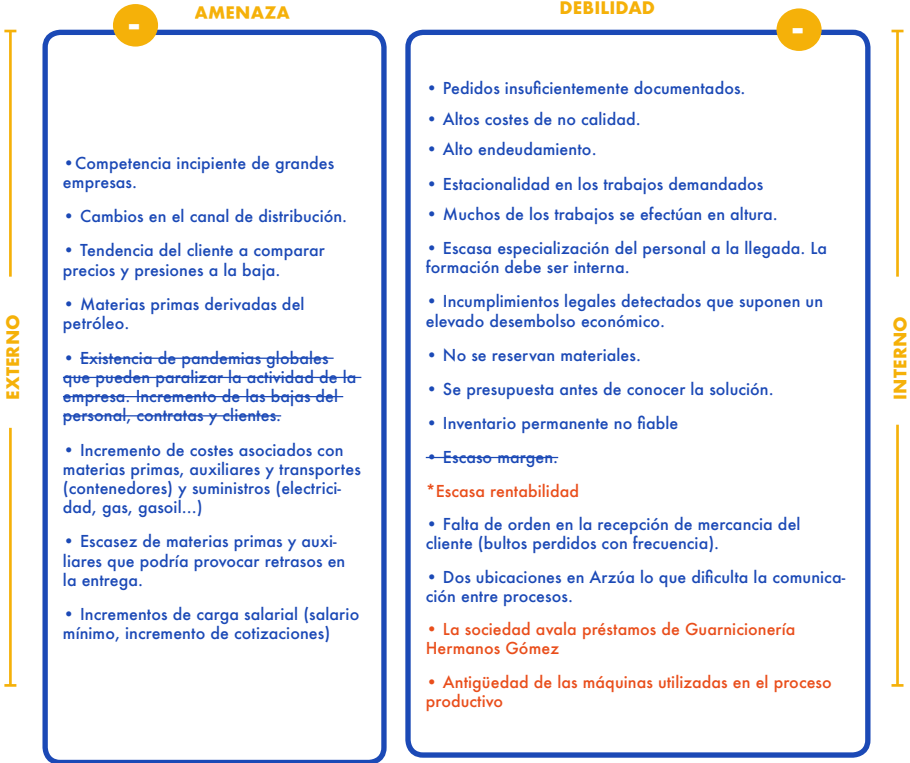 AMENAZA
-
EXTERNO
•Competencia incipiente de grandes
empresas.
• Cambios en el canal de distribución.
• Tendencia del cliente a comparar
precios y presiones a la baja.
• Materias primas derivadas del
petróleo.
• Existencia de pandemias globales
que pueden paralizar la actividad de la
empresa. Incremento de las bajas del
personal, contratas y clientes.
• Incremento de costes asociados con
materias primas, auxiliares y transportes
(contenedores) y suministros (electrici-
dad, gas, gasoil...)
• Escasez de materias primas y auxi-
liares que podría provocar retrasos en
la entrega.
• Incrementos de carga salarial (salario
mínimo, incremento de cotizaciones)
DEBILIDAD
-
• Pedidos insuficientemente documentados.
• Altos costes de no calidad.
• Alto endeudamiento.
• Estacionalidad en los trabajos demandados
• Muchos de los trabajos se efectúan en altura.
• Escasa especialización del personal a la llegada. La
formación debe ser interna.
• Incumplimientos legales detectados que suponen un
elevado desembolso económico.
• No se reservan materiales.
• Se presupuesta antes de conocer la solución.
• Inventario permanente no fiable
• Escaso margen.
*Escasa rentabilidad
• Falta de orden en la recepción de mercancia del
cliente (bultos perdidos con frecuencia).
• Dos ubicaciones en Arzúa lo que dificulta la comunica-
ción entre procesos.
• La sociedad avala préstamos de Guarnicionería
Hermanos Gómez
• Antigüedad de las máquinas utilizadas en el proceso
productivo
INTERNO